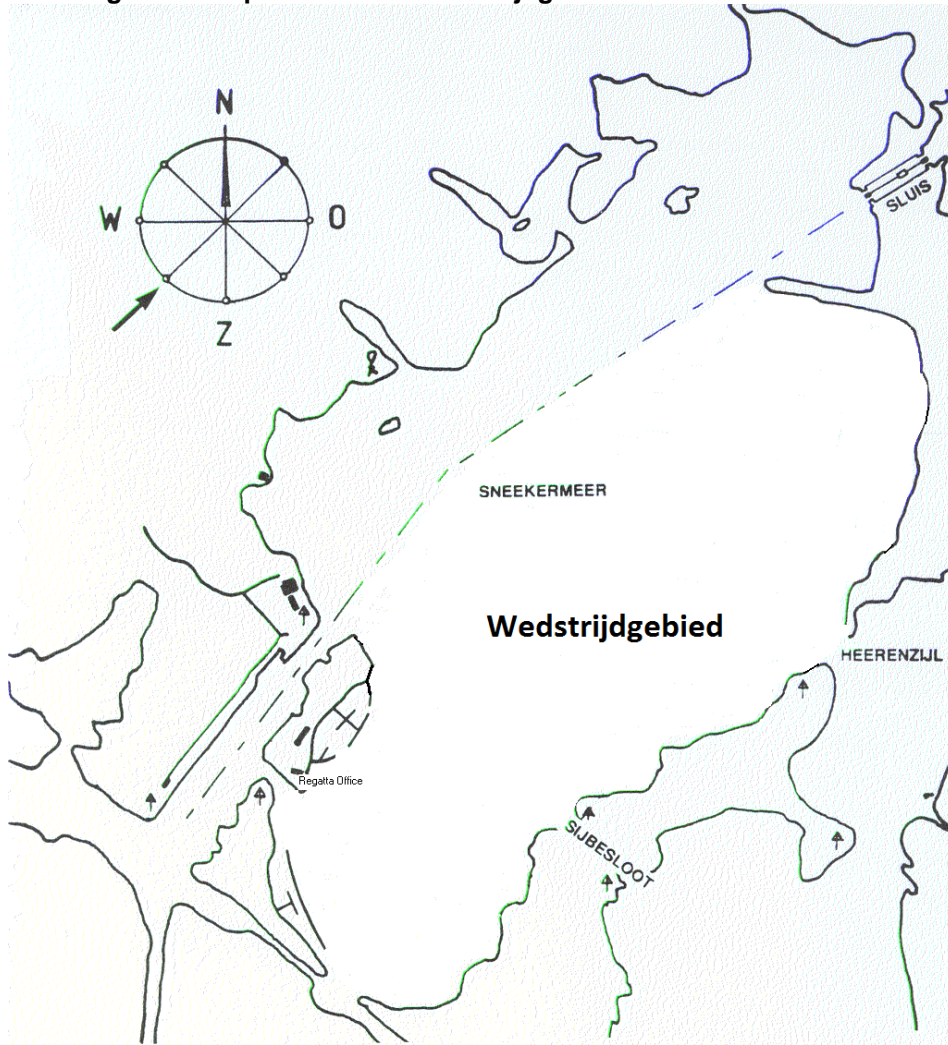 N
W
O
Z
SLUIS
SNEEKERMEER
Wedstrijdgebied
HEERENZIJL
Regatta Office
SIJBESLOOT